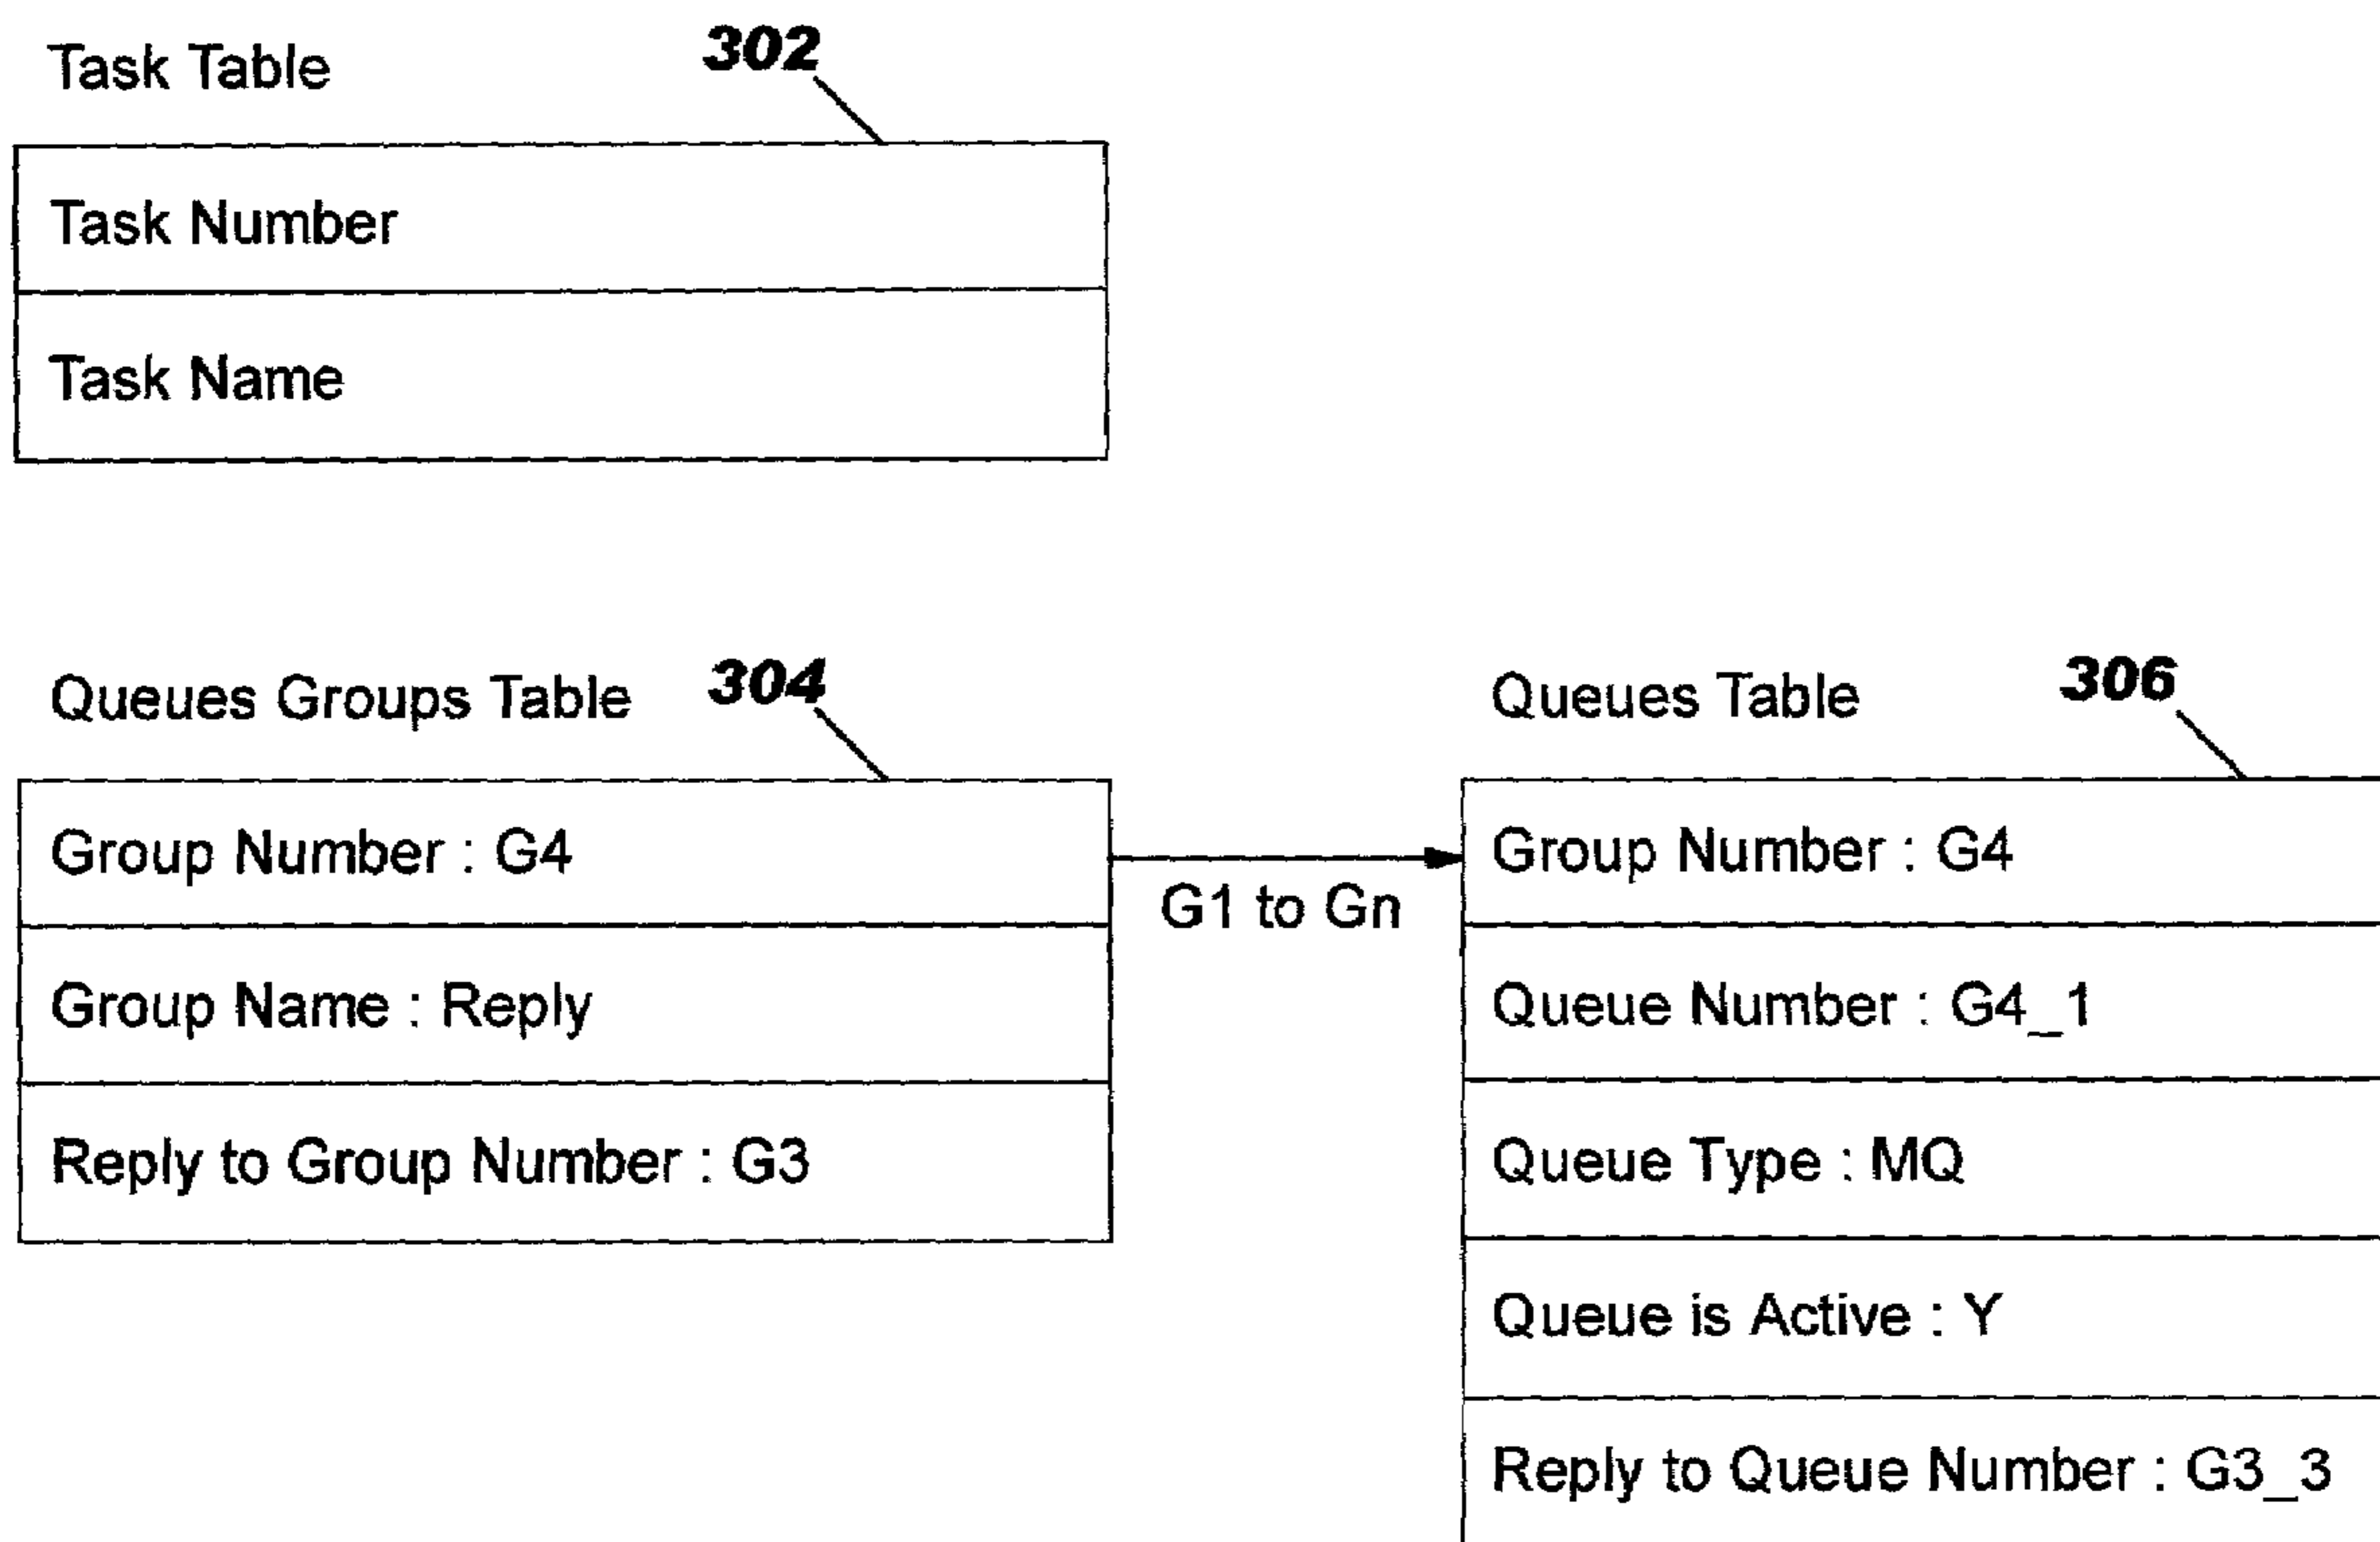 Task Table
302
Task Number
Task Name
Queues Groups Table
304
Group Number : G4
Group Name : Reply
Reply to Group Number : G3
G1 to Gn
Queues Table
306
Group Number : G4
Queue Number : G4_1
Queue Type : MQ
Queue is Active : Y
Reply to Queue Number : G3_3